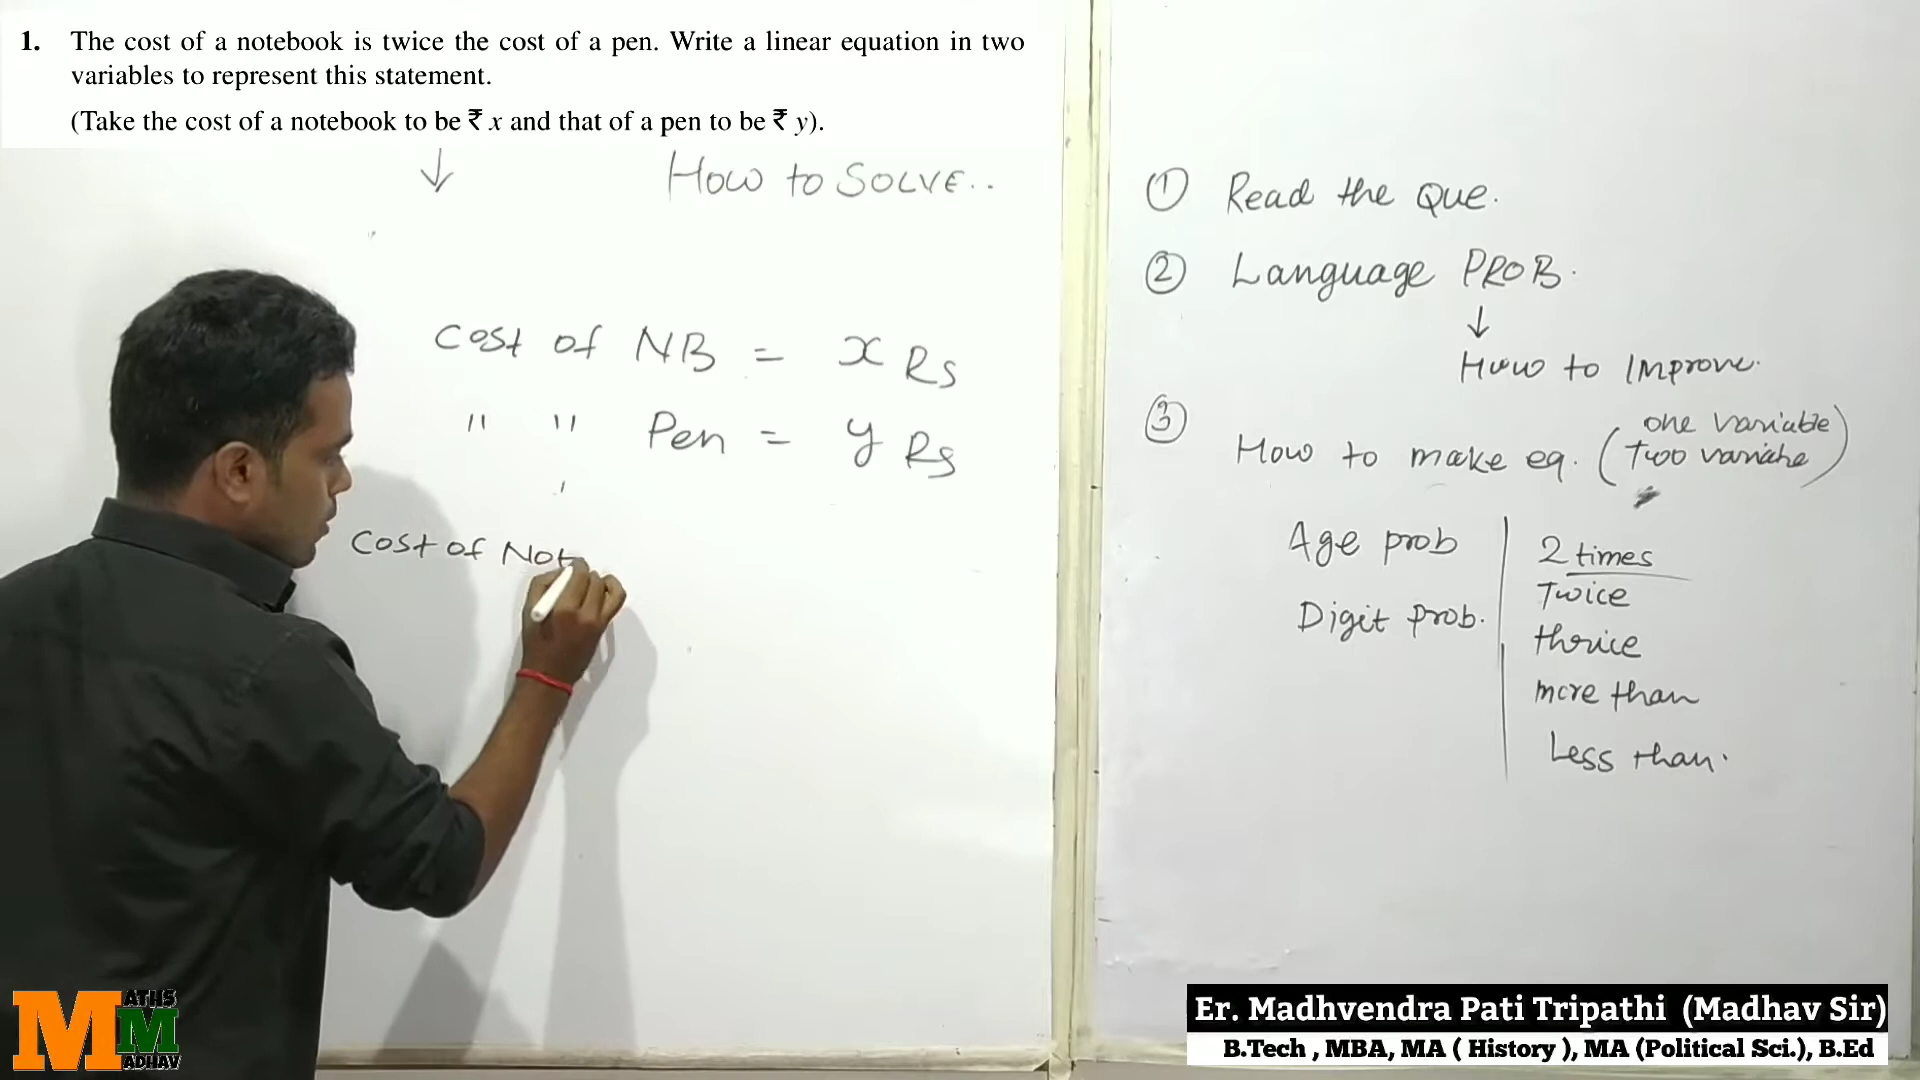 1. The cost of a notebook is twice the cost of a pen. Write a linear equation in two
variables to represent this statement.
(Take the cost of a notebook to be ₹ x and that of a pen to be ₹ y).
↓ How to SOLVE..
Cost of NB = x Rs
" " Pen = y Rs
Cost of Not
① Read the Que.
② Language PROB.
↓
How to Improve.
③ How to make eq. (one variable
Two variable)
Age prob
Digit prob.
2 times
Twice
thrice
more than
Less than.
MATHS
MADHAV
Er. Madhvendra Pati Tripathi (Madhav Sir)
B.Tech , MBA, MA ( History ), MA (Political Sci.), B.Ed